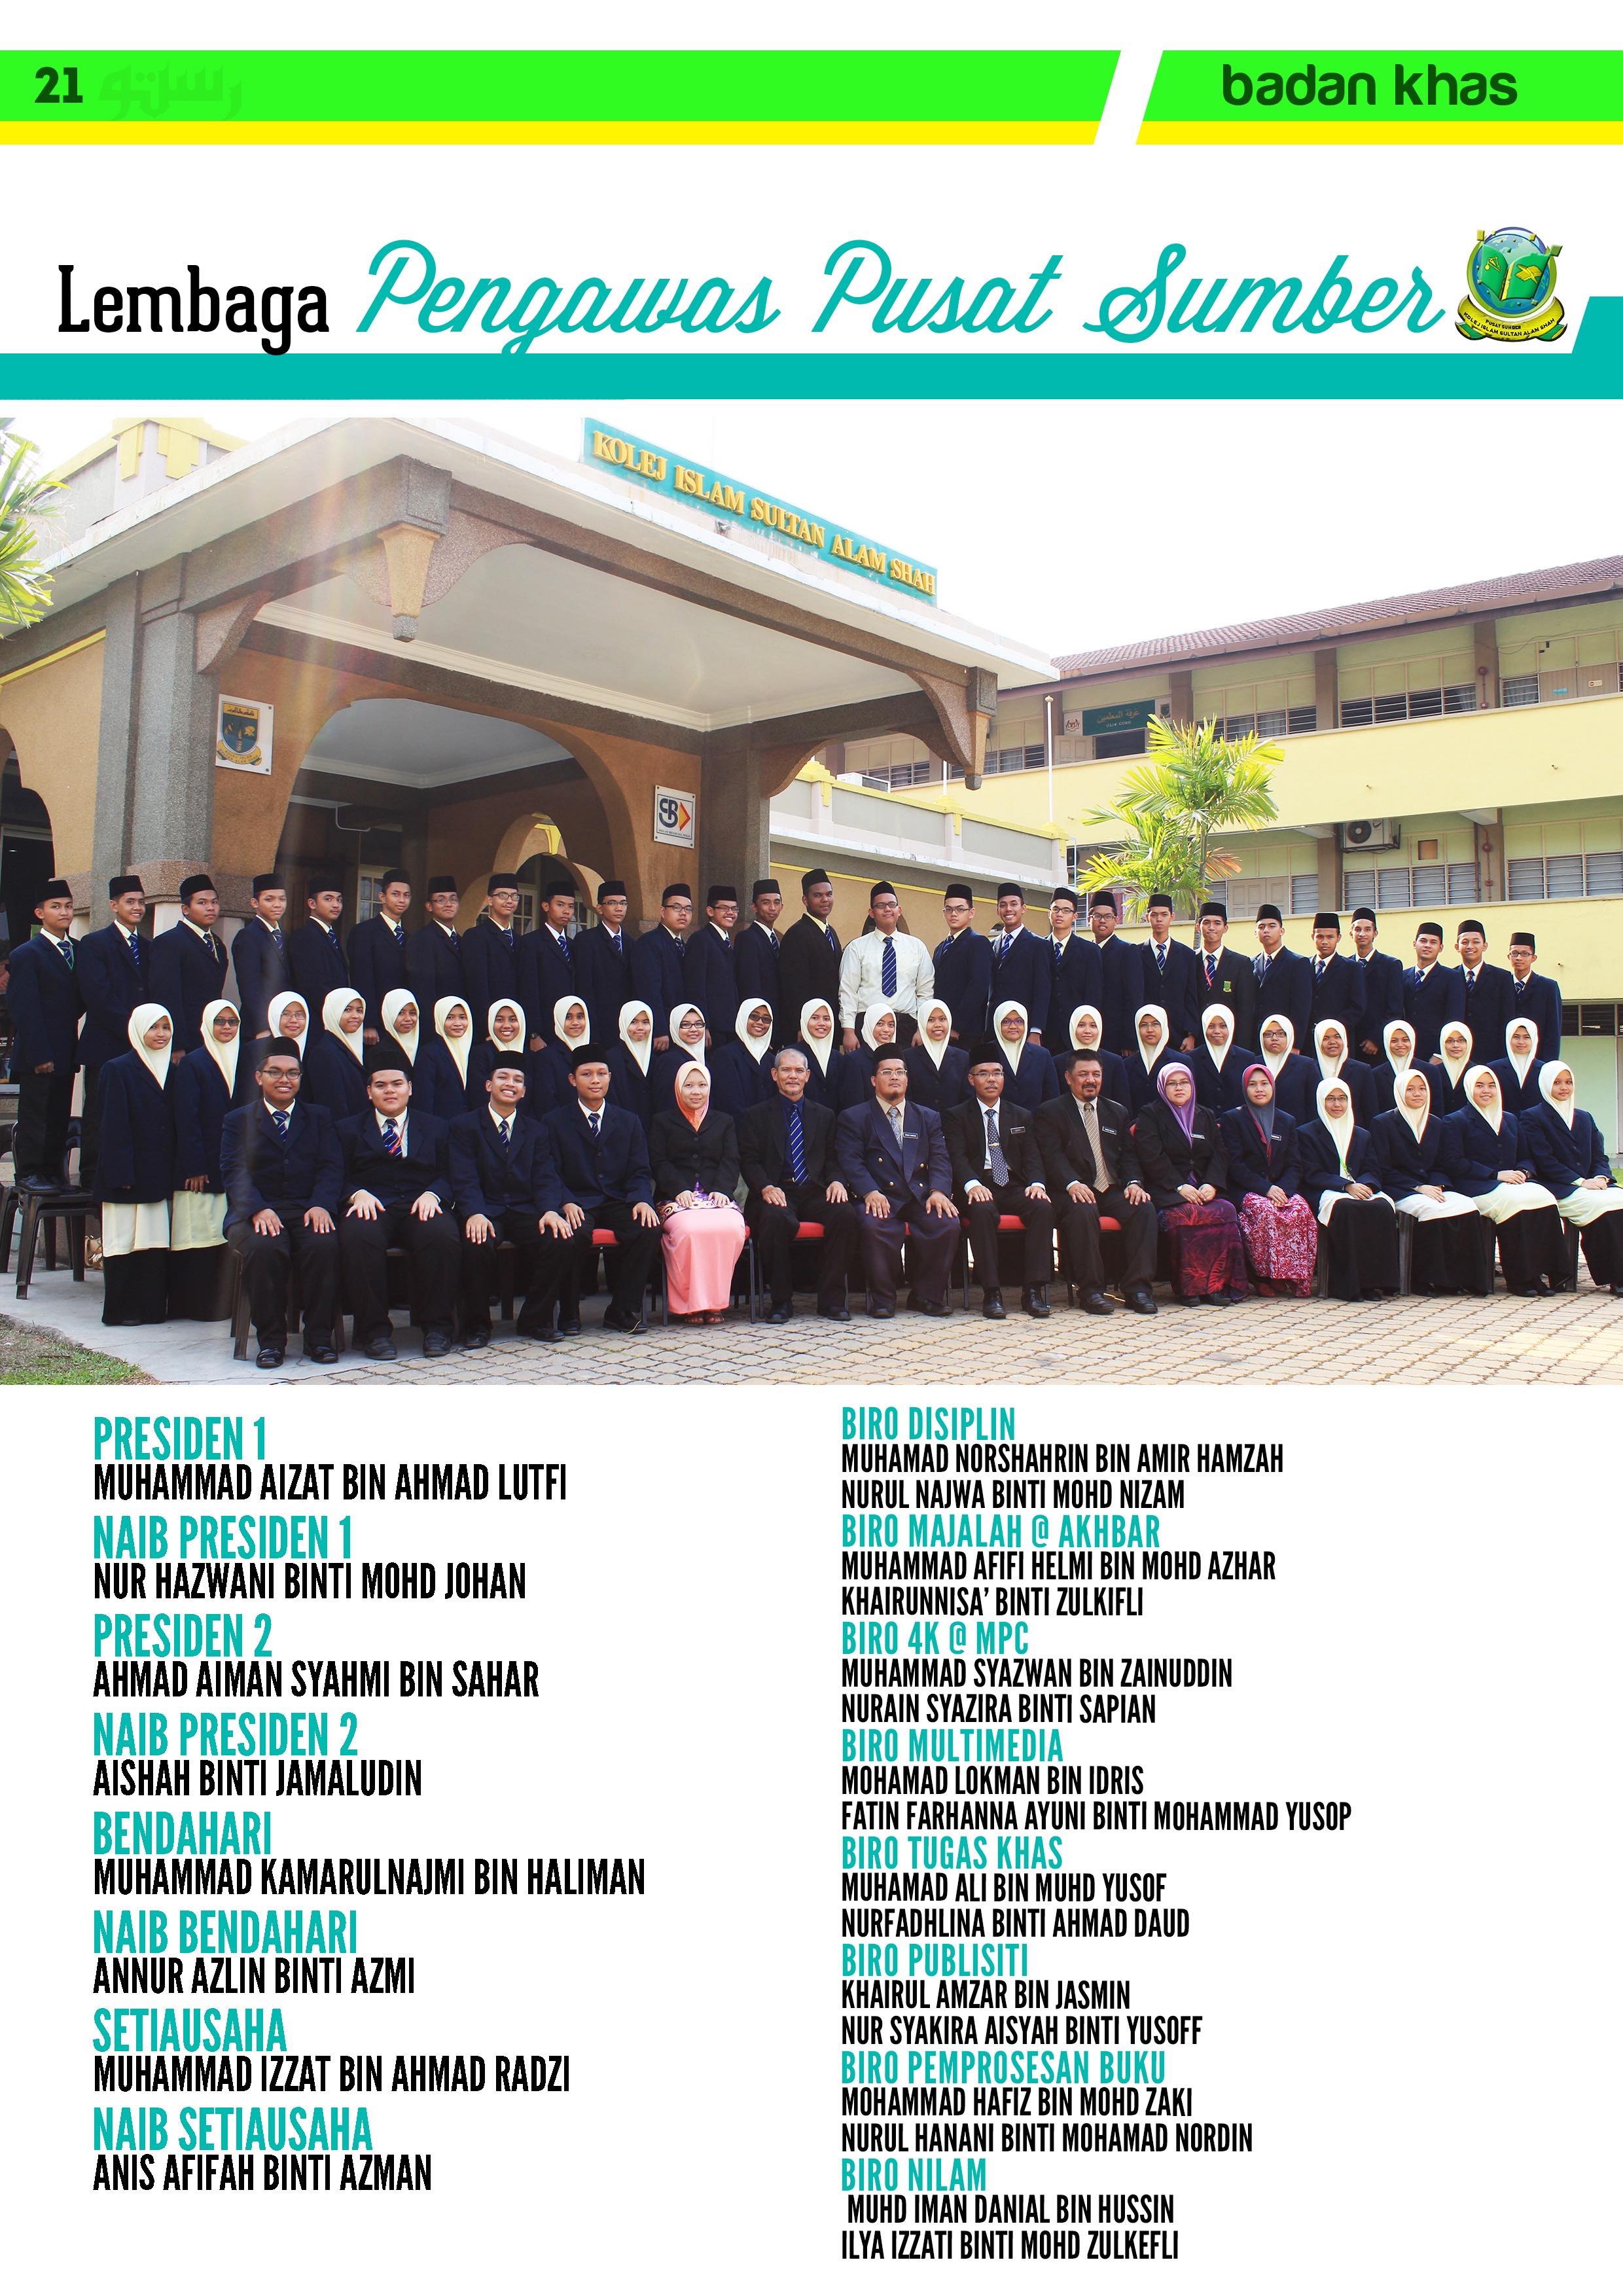 21 رستو
badan khas
Lembaga Pengawas Pusat Sumber
PUSAT SUMBER
KOLEJ ISLAM SULTAN ALAM SHAH
KOLEJ ISLAM SULTAN ALAM SHAH
غرفة المعلمين
SB
PRESIDEN 1
MUHAMMAD AIZAT BIN AHMAD LUTFI
NAIB PRESIDEN 1
NUR HAZWANI BINTI MOHD JOHAN
PRESIDEN 2
AHMAD AIMAN SYAHMI BIN SAHAR
NAIB PRESIDEN 2
AISHAH BINTI JAMALUDIN
BENDAHARI
MUHAMMAD KAMARULNAJMI BIN HALIMAN
NAIB BENDAHARI
ANNUR AZLIN BINTI AZMI
SETIAUSAHA
MUHAMMAD IZZAT BIN AHMAD RADZI
NAIB SETIAUSAHA
ANIS AFIFAH BINTI AZMAN
BIRO DISIPLIN
MUHAMAD NORSHAHRIN BIN AMIR HAMZAH
NURUL NAJWA BINTI MOHD NIZAM
BIRO MAJALAH @ AKHBAR
MUHAMMAD AFIFI HELMI BIN MOHD AZHAR
KHAIRUNNISA' BINTI ZULKIFLI
BIRO 4K @ MPC
MUHAMMAD SYAZWAN BIN ZAINUDDIN
NURAIN SYAZIRA BINTI SAPIAN
BIRO MULTIMEDIA
MOHAMAD LOKMAN BIN IDRIS
FATIN FARHANNA AYUNI BINTI MOHAMMAD YUSOP
BIRO TUGAS KHAS
MUHAMAD ALI BIN MUHD YUSOF
NURFADHLINA BINTI AHMAD DAUD
BIRO PUBLISITI
KHAIRUL AMZAR BIN JASMIN
NUR SYAKIRA AISYAH BINTI YUSOFF
BIRO PEMPROSESAN BUKU
MOHAMMAD HAFIZ BIN MOHD ZAKI
NURUL HANANI BINTI MOHAMAD NORDIN
BIRO NILAM
MUHD IMAN DANIAL BIN HUSSIN
ILYA IZZATI BINTI MOHD ZULKEFLI